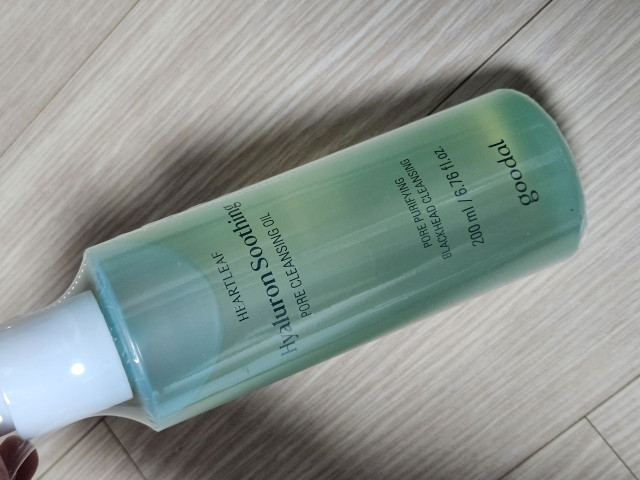 HEARTLEAF
Hyaluron Soothing
PORE CLEANSING OIL
PORE PURIFYING
BLACKHEAD CLEANSING
200 ml / 6.76 fl.oz.
goodal